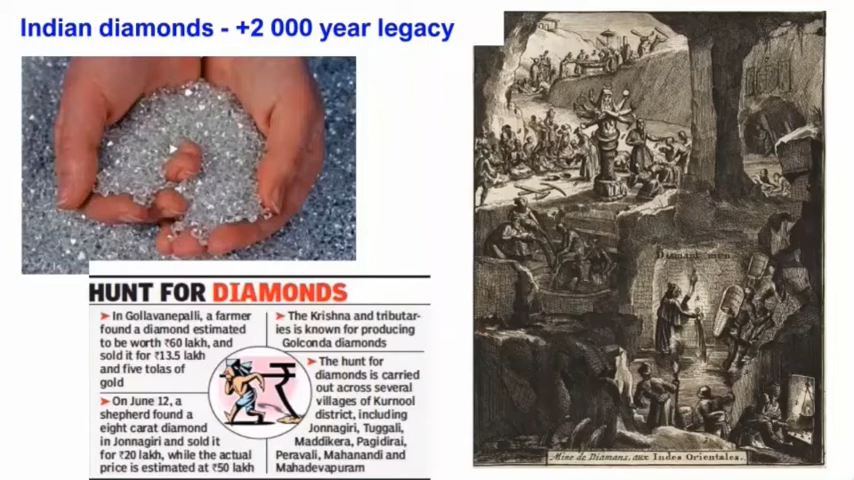 Indian diamonds - +2 000 year legacy
HUNT FOR DIAMONDS
➤ In Gollavanepalli, a farmer
found a diamond estimated
to be worth ₹60 lakh, and
sold it for ₹13.5 lakh
and five tolas of
gold
➤ On June 12, a
shepherd found a
eight carat diamond
in Jonnagiri and sold it
for ₹20 lakh, while the actual
price is estimated at ₹50 lakh
➤ The Krishna and tributar-
ies is known for producing
Golconda diamonds
➤ The hunt for
diamonds is carried
out across several
villages of Kurnool
district, including
Jonnagiri, Tuggali,
Maddikera, Pagidirai,
Peravali, Mahanandi and
Mahadevapuram
₹
Diamant mijn
Mine de Diamans, aux Indes Orientales.